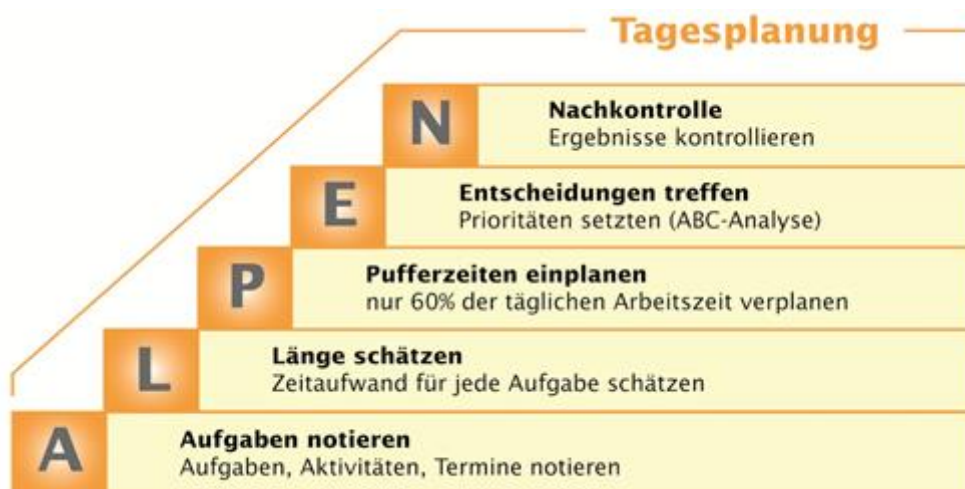 Tagesplanung
N
Nachkontrolle
Ergebnisse kontrollieren
E
Entscheidungen treffen
Prioritäten setzten (ABC-Analyse)
P
Pufferzeiten einplanen
nur 60% der täglichen Arbeitszeit verplanen
L
Länge schätzen
Zeitaufwand für jede Aufgabe schätzen
A
Aufgaben notieren
Aufgaben, Aktivitäten, Termine notieren